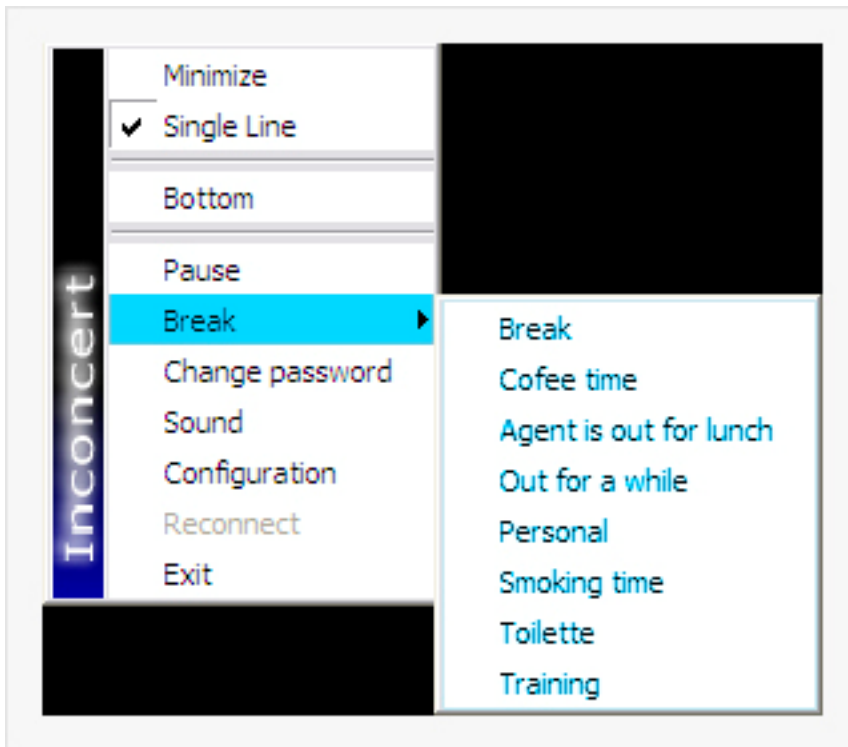 Minimize
Single Line
Bottom
Pause
Break
Change password
Sound
Configuration
Reconnect
Exit
Inconcert
Break
Cofee time
Agent is out for lunch
Out for a while
Personal
Smoking time
Toilette
Training